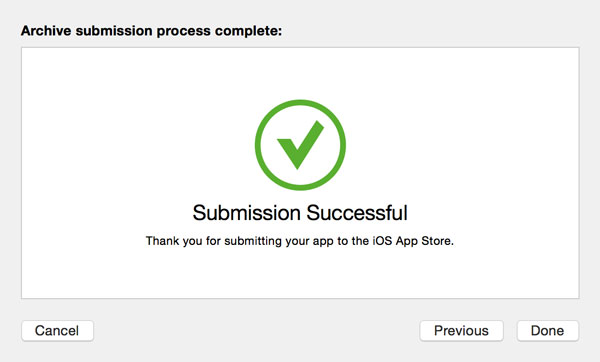 Archive submission process complete:
Submission Successful
Thank you for submitting your app to the iOS App Store.
Cancel
Previous
Done